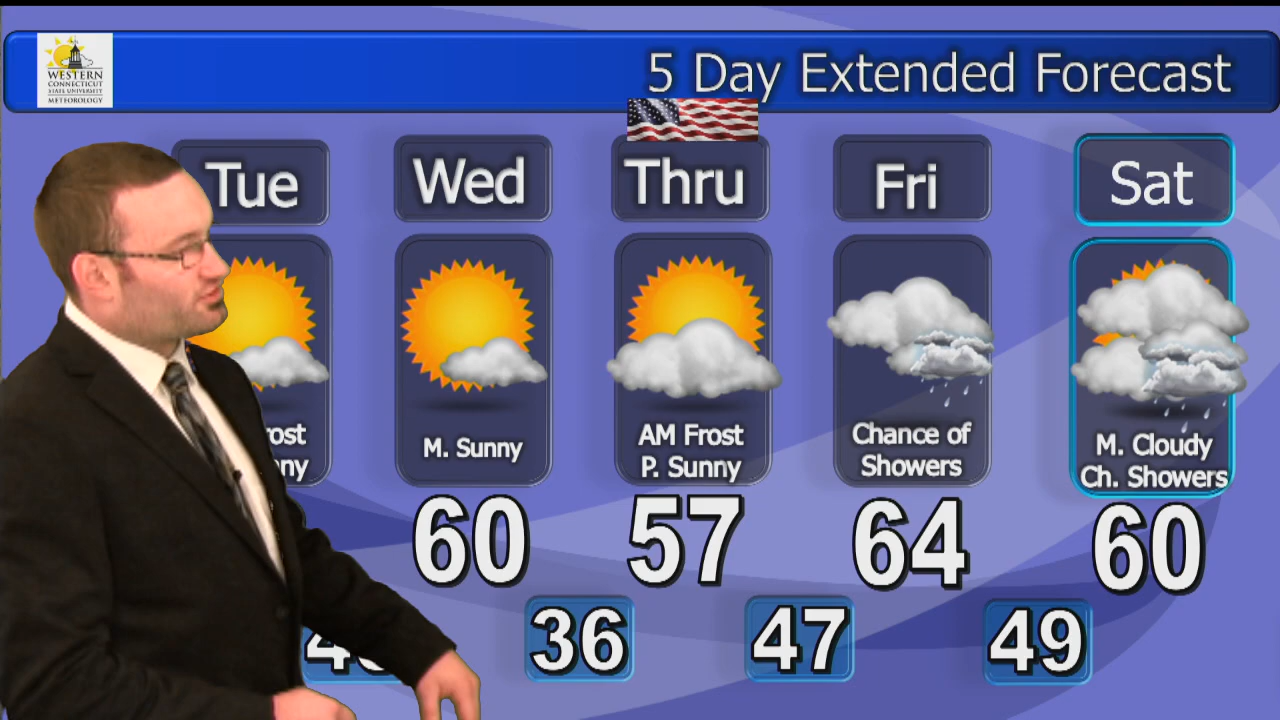 WESTERN
CONNECTICUT
STATE UNIVERSITY
METEOROLOGY
5 Day Extended Forecast
Tue
Wed
Thru
Fri
Sat
M. Sunny
AM Frost
P. Sunny
Chance of
Showers
M. Cloudy
Ch. Showers
60
57
64
60
36
47
49